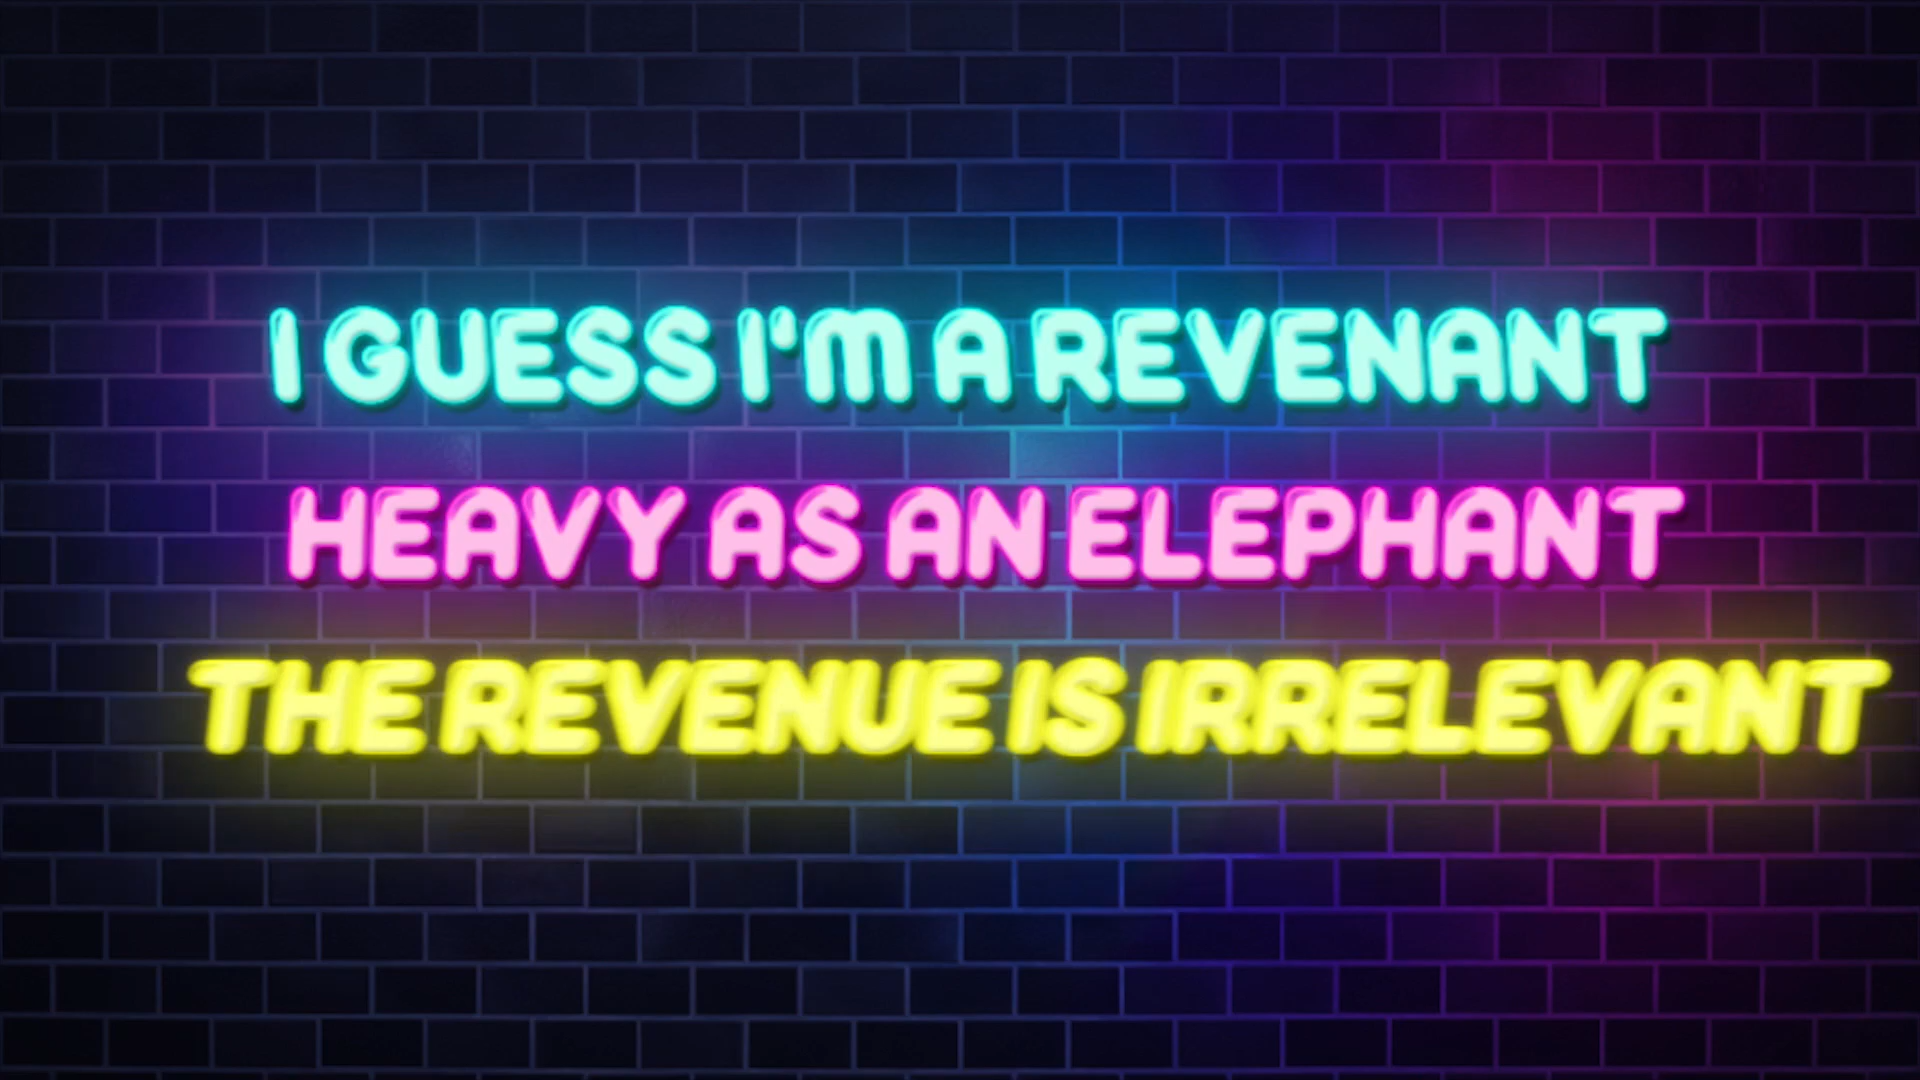 I GUESS I'M A REVENANT
HEAVY AS AN ELEPHANT
THE REVENUE IS IRRELEVANT